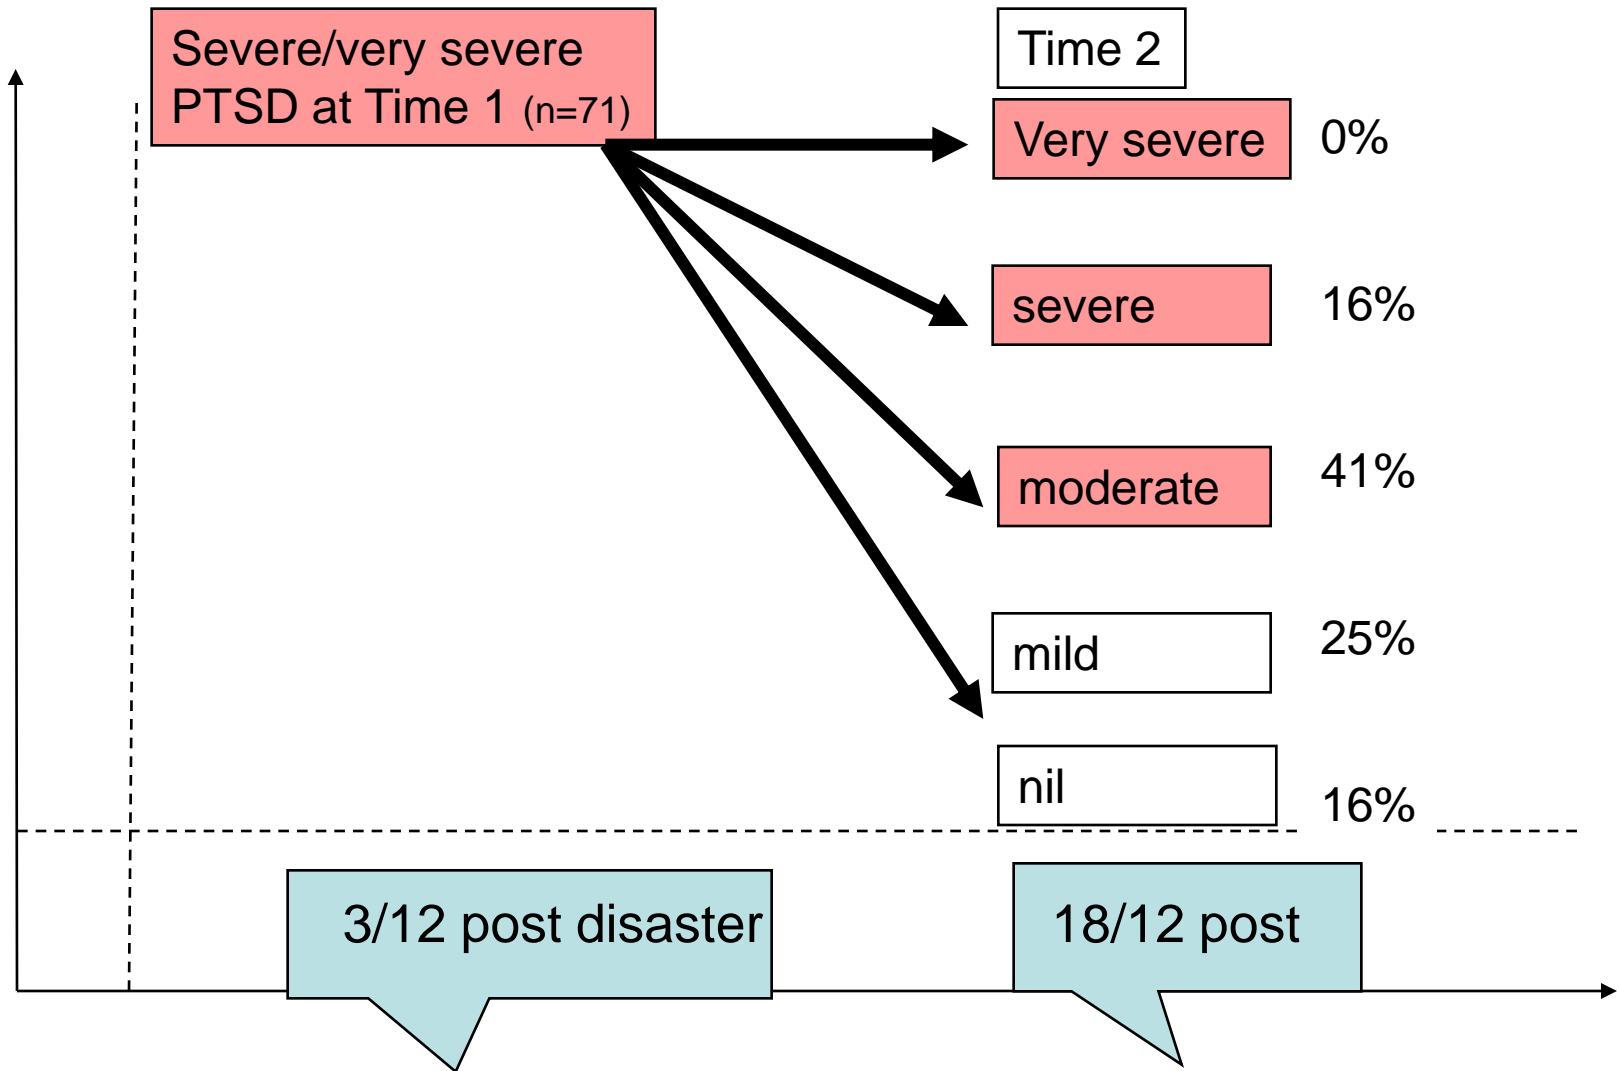 Severe/very severe
PTSD at Time 1 (n=71)
Time 2
Very severe 0%
severe 16%
moderate 41%
mild 25%
nil 16%
3/12 post disaster
18/12 post